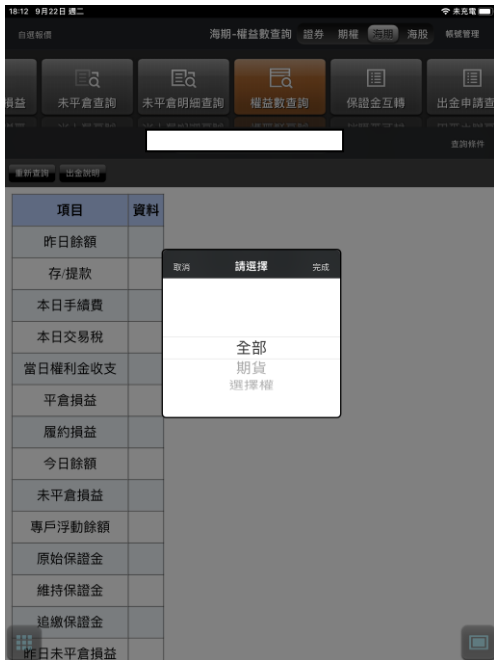 18:12 9月22日 週二
未充電
自選報價
海期-權益數查詢
證券 期權 海期 海股
帳號管理
損益
未平倉查詢
未平倉明細查詢
權益數查詢
保證金互轉
出金申請查
查詢條件
重新查詢 出金說明
項目 資料
昨日餘額
存/提款
本日手續費
本日交易稅
當日權利金收支
平倉損益
履約損益
今日餘額
未平倉損益
專戶浮動餘額
原始保證金
維持保證金
追繳保證金
昨日未平倉損益
取消 請選擇 完成
全部
期貨
選擇權